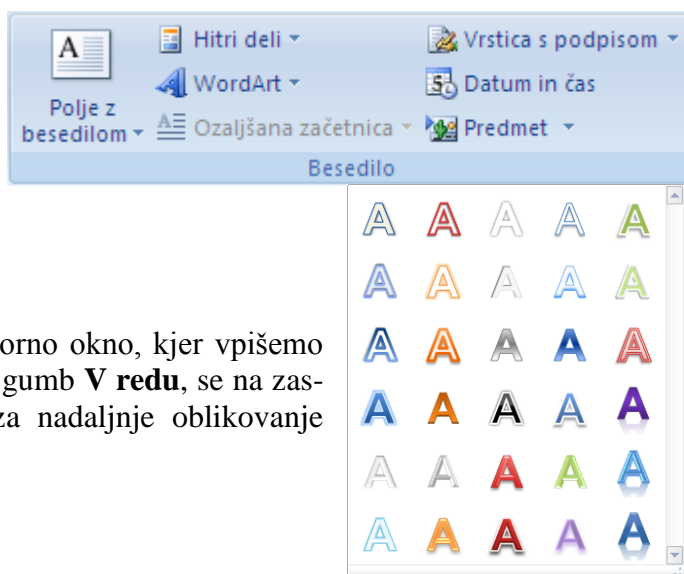 Hitri deli
Vrstica s podpisom
WordArt
Datum in čas
Polje z
besedilom
Ozaljšana začetnica
Predmet
Besedilo
orno okno, kjer vpišemo
gumb V redu, se na zas-
za nadaljnje oblikovanje